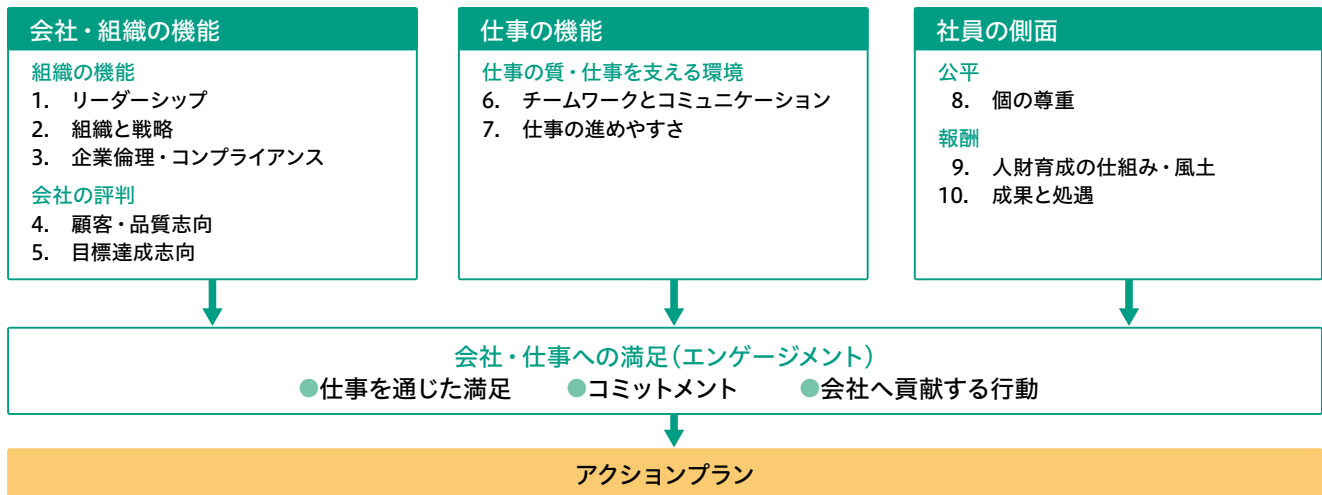 会社・組織の機能
組織の機能
1. リーダーシップ
2. 組織と戦略
3. 企業倫理・コンプライアンス
会社の評判
4. 顧客・品質志向
5. 目標達成志向
仕事の機能
仕事の質・仕事を支える環境
6. チームワークとコミュニケーション
7. 仕事の進めやすさ
社員の側面
公平
8. 個の尊重
報酬
9. 人財育成の仕組み・風土
10. 成果と処遇
会社・仕事への満足(エンゲージメント)
●仕事を通じた満足 ●コミットメント ●会社へ貢献する行動
アクションプラン